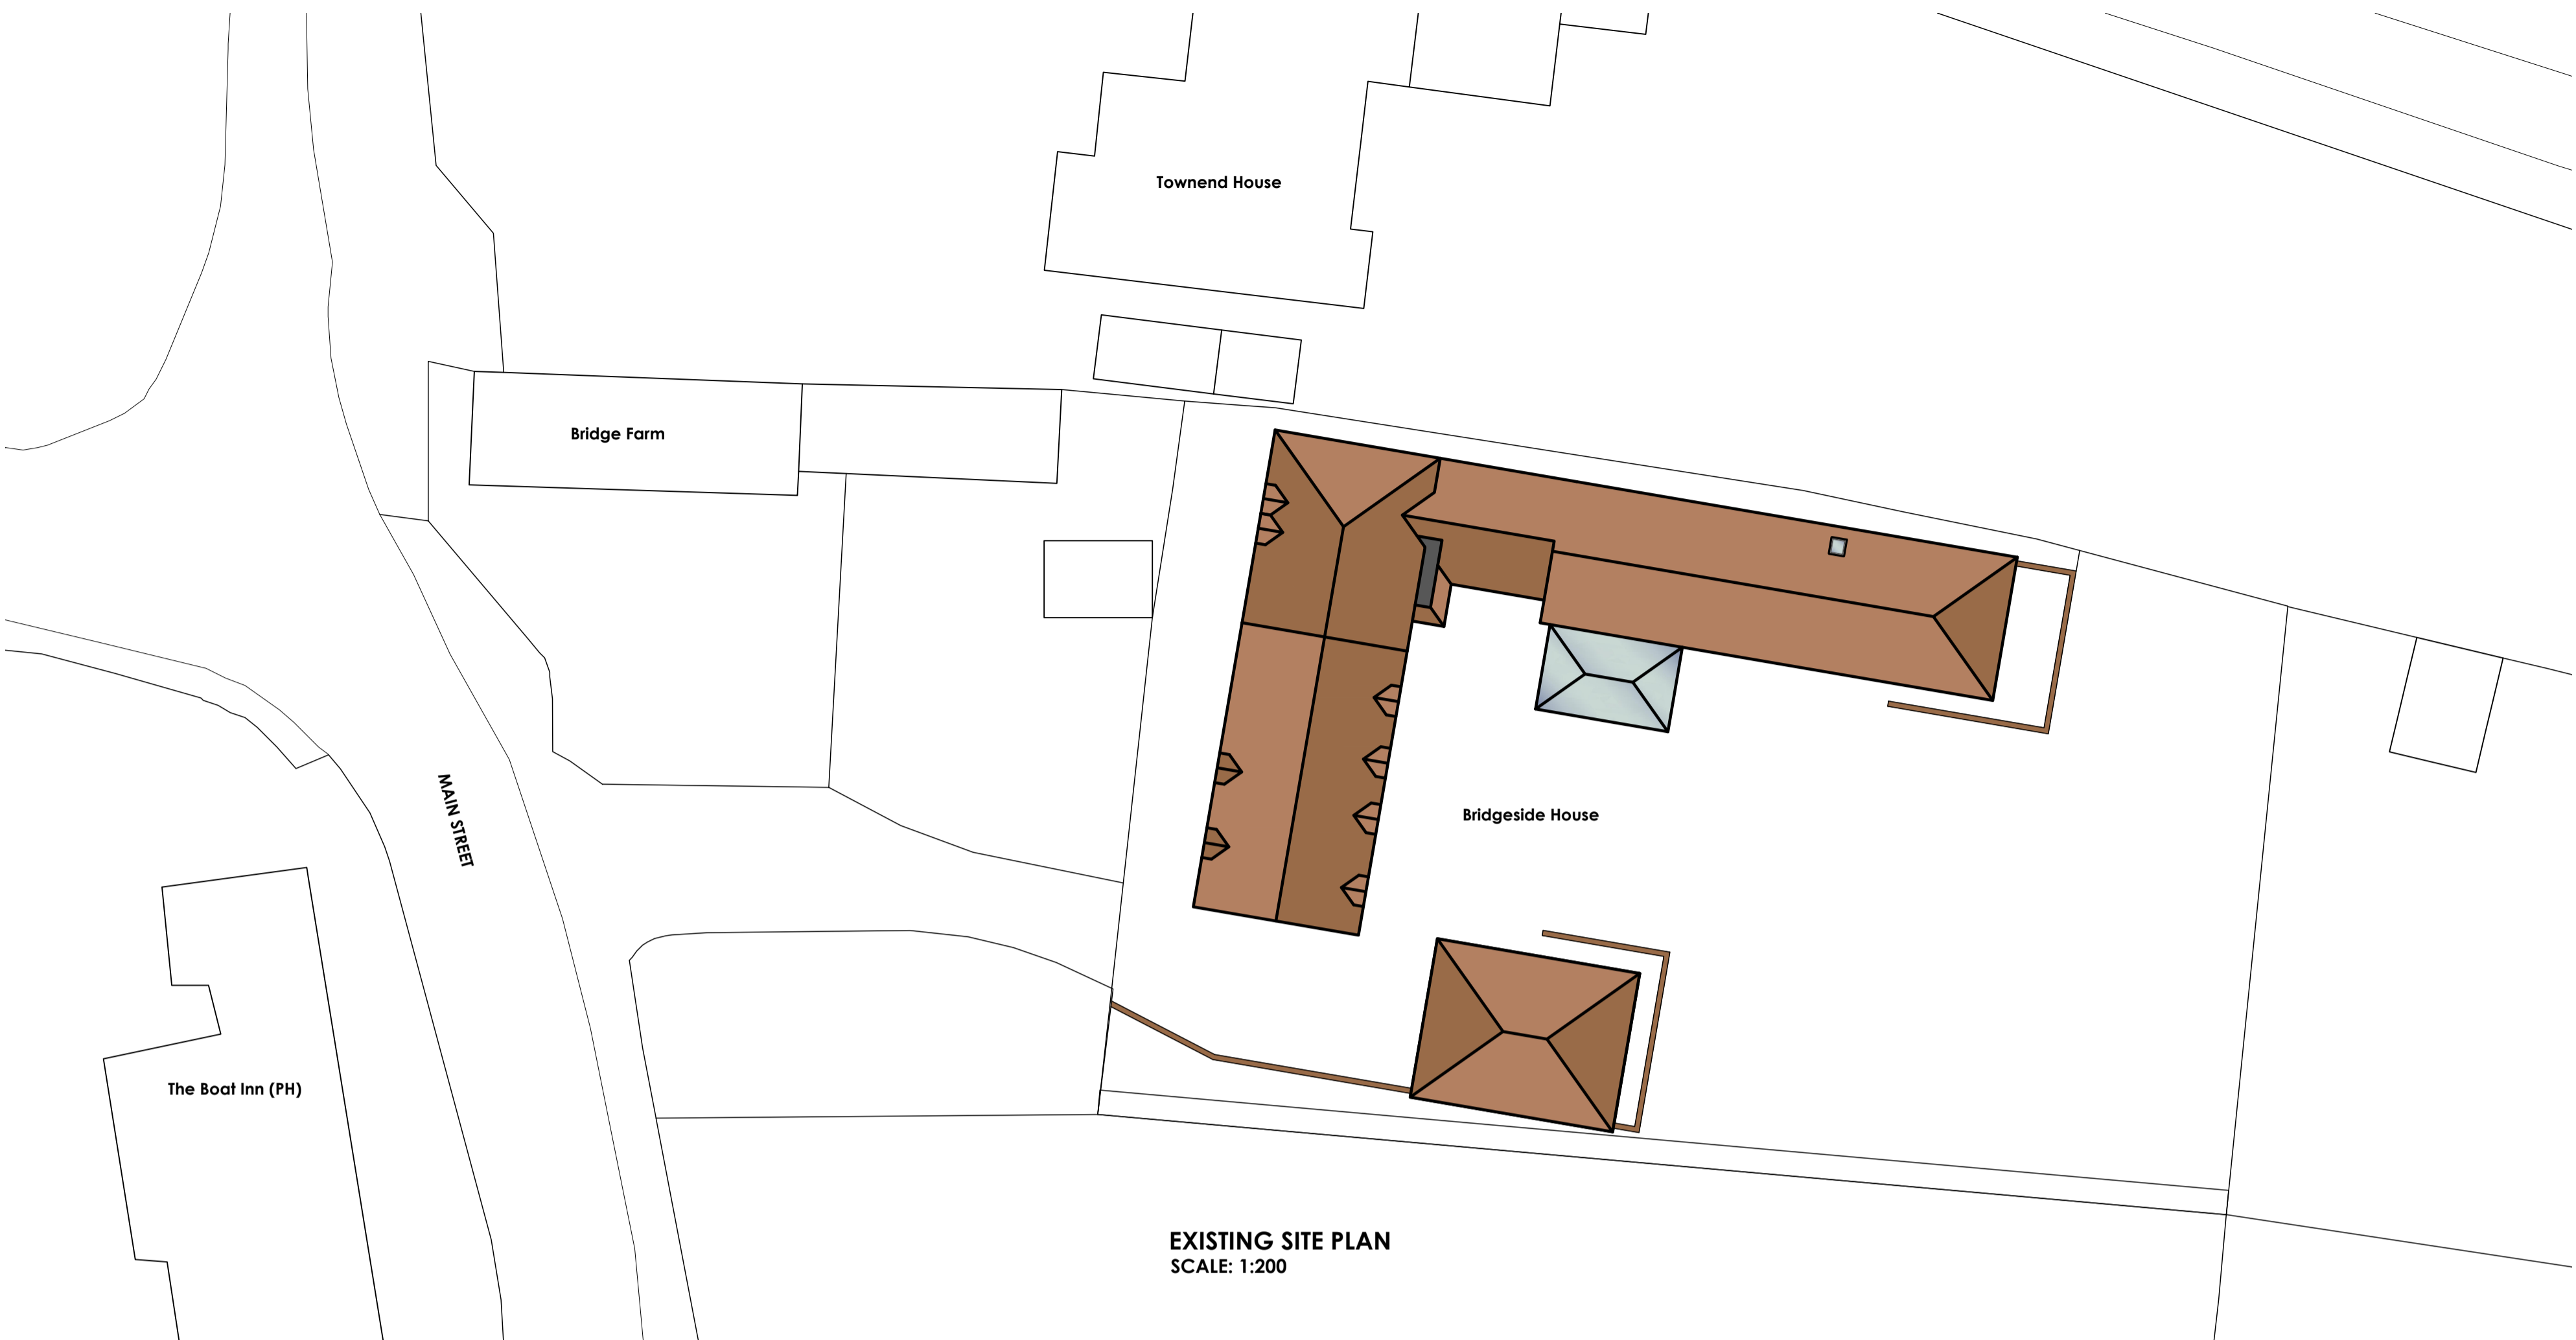 Townend House
Bridge Farm
MAIN STREET
Bridgeside House
The Boat Inn (PH)
EXISTING SITE PLAN
SCALE: 1:200